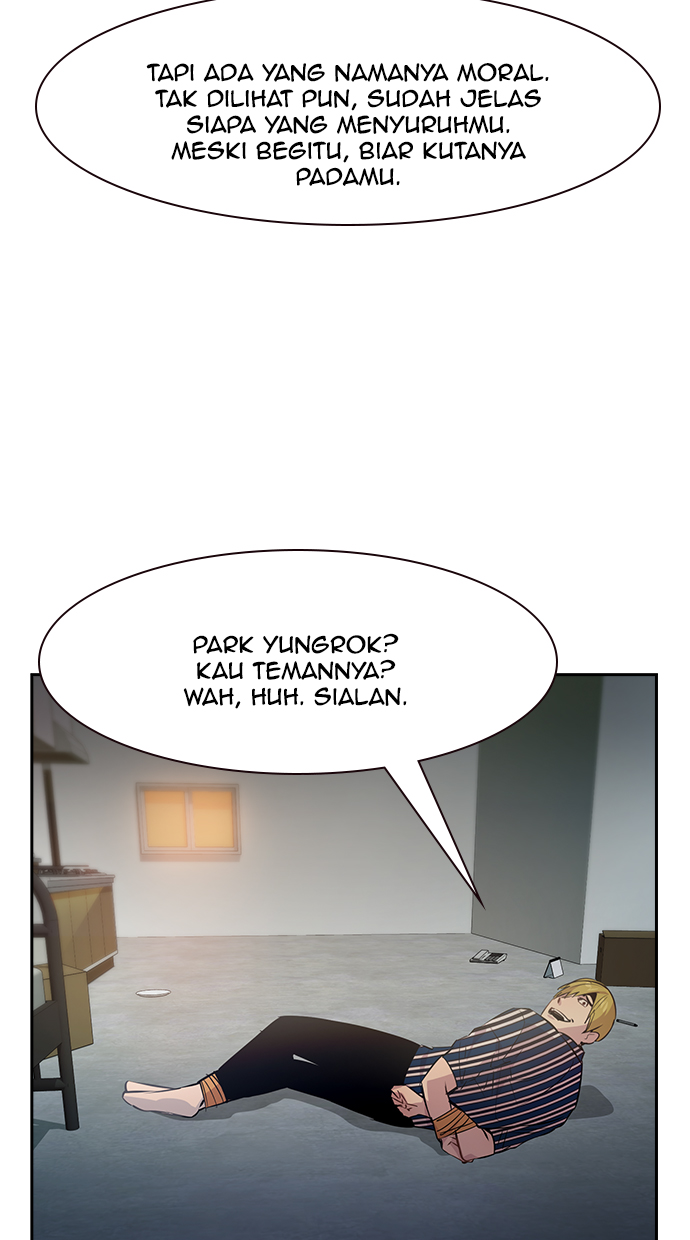 TAPI ADA YANG NAMANYA MORAL.
TAK DILIHAT PUN, SUDAH JELAS
SIAPA YANG MENYURUHMU.
MESKI BEGITU, BIAR KUTANYA
PADAMU.
PARK YUNGROK?
KAU TEMANNYA?
WAH, HUH. SIALAN.